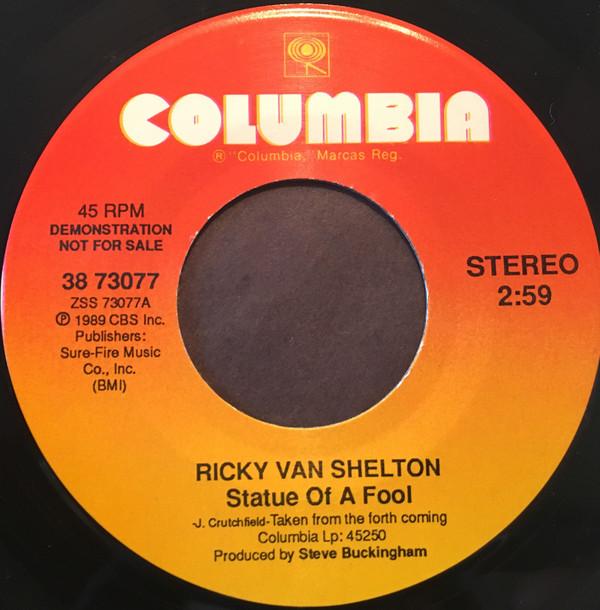 COLUMBIA
® "Columbia," Marcas Reg.
45 RPM
DEMONSTRATION
NOT FOR SALE
38 73077
ZSS 73077A
℗ 1989 CBS Inc.
Publishers:
Sure-Fire Music
Co., Inc.
(BMI)
STEREO
2:59
RICKY VAN SHELTON
Statue Of A Fool
-J. Crutchfield-Taken from the forth coming
Columbia Lp: 45250
Produced by Steve Buckingham